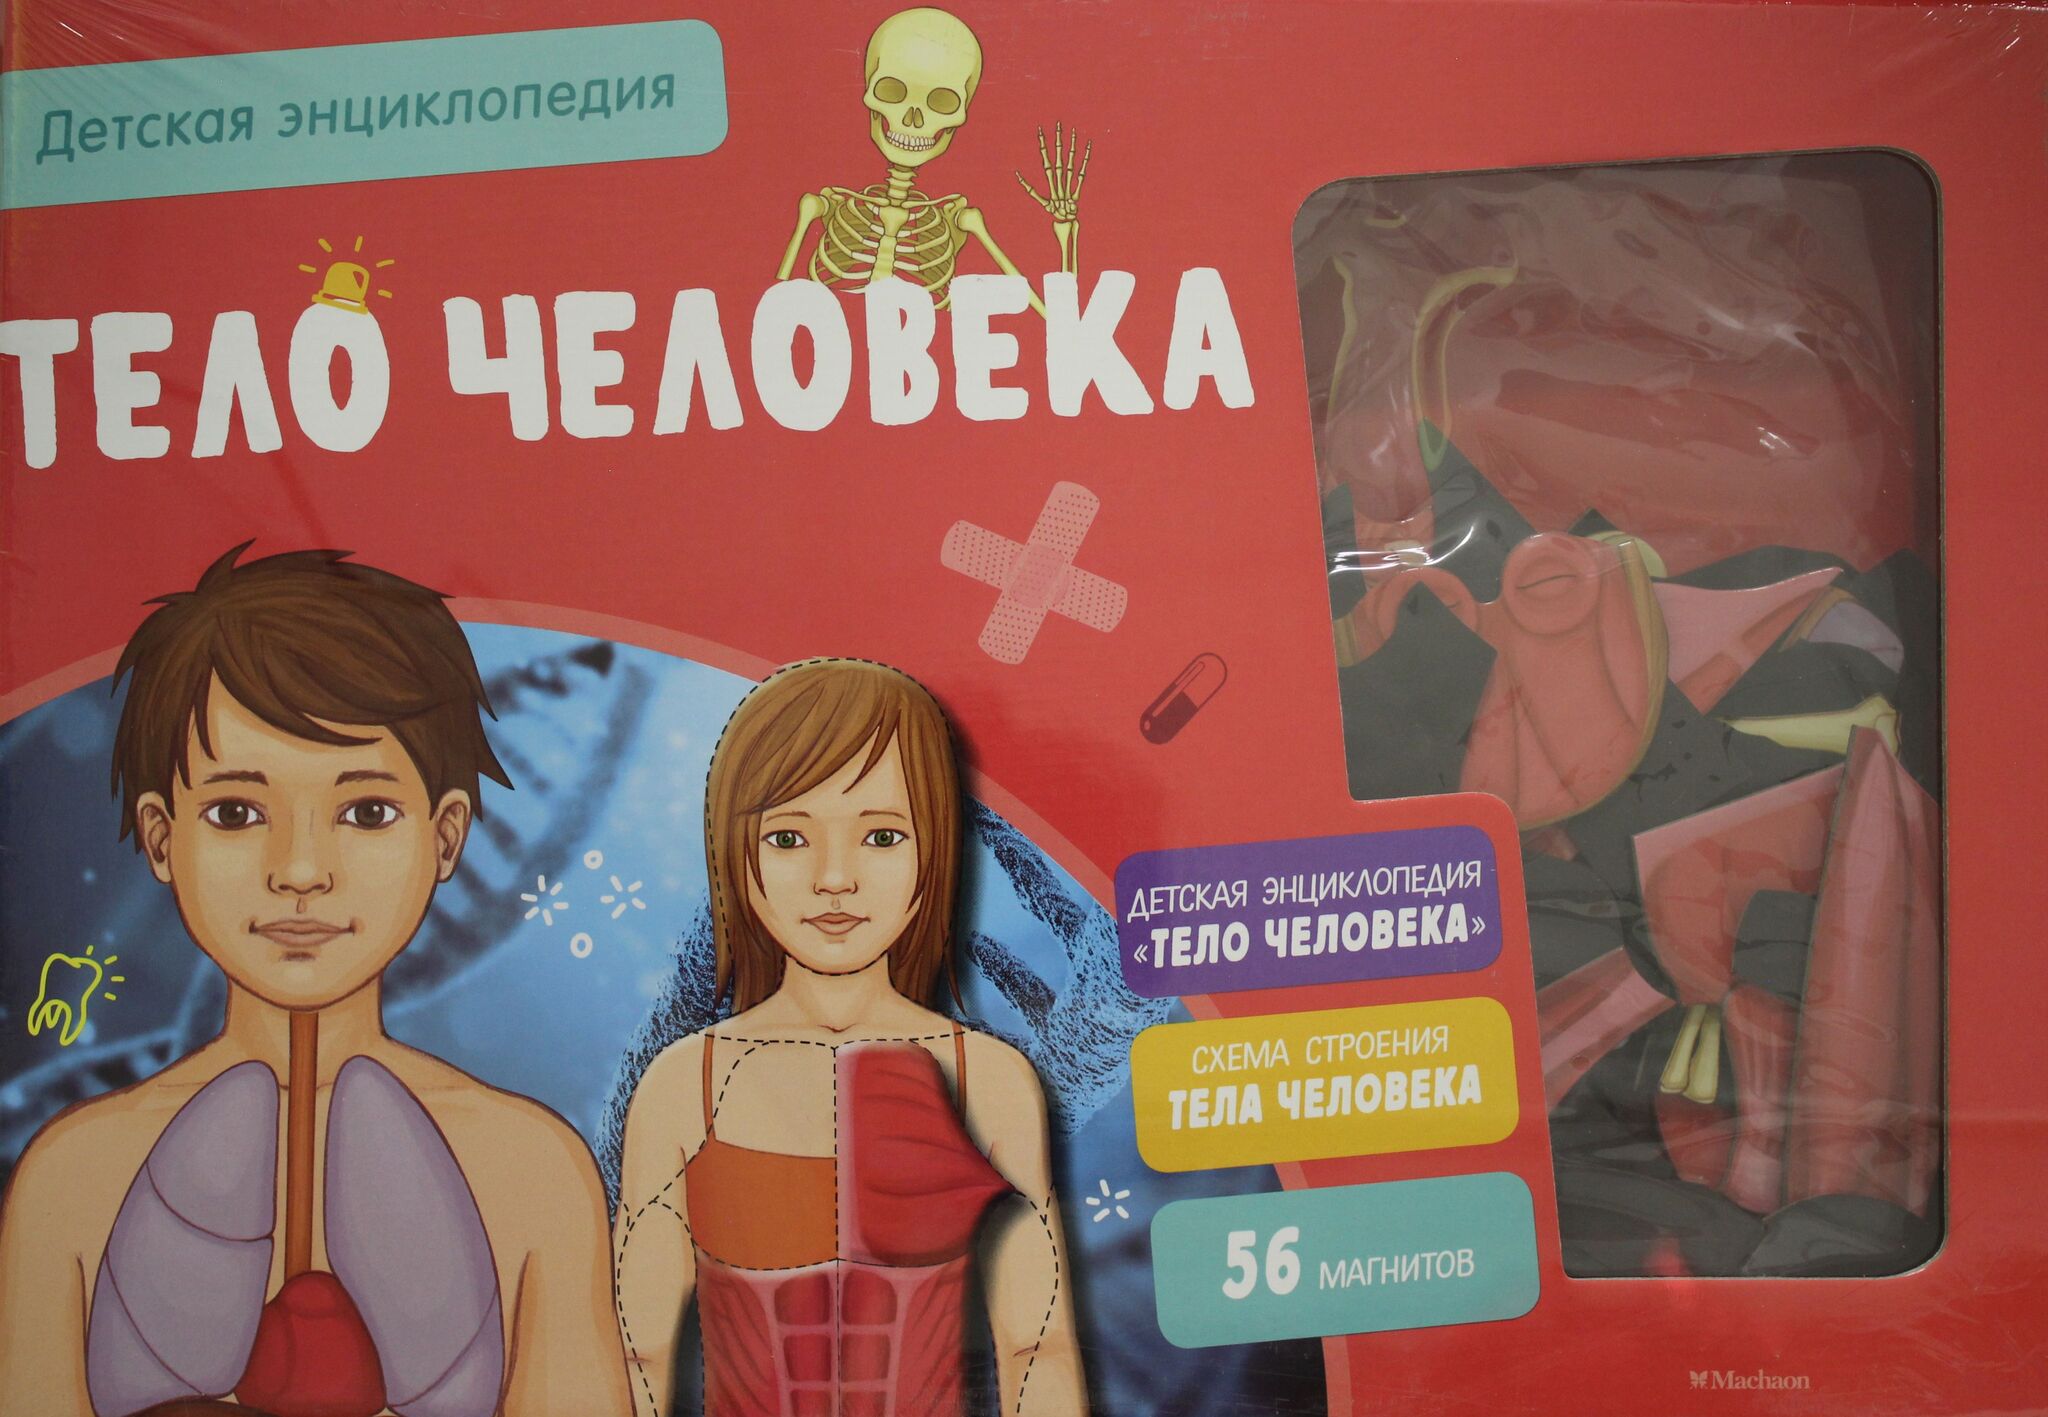 Детская энциклопедия
ТЕЛО ЧЕЛОВЕКА
ДЕТСКАЯ ЭНЦИКЛОПЕДИЯ
«ТЕЛО ЧЕЛОВЕКА»
СХЕМА СТРОЕНИЯ
ТЕЛА ЧЕЛОВЕКА
56 МАГНИТОВ
Machaon